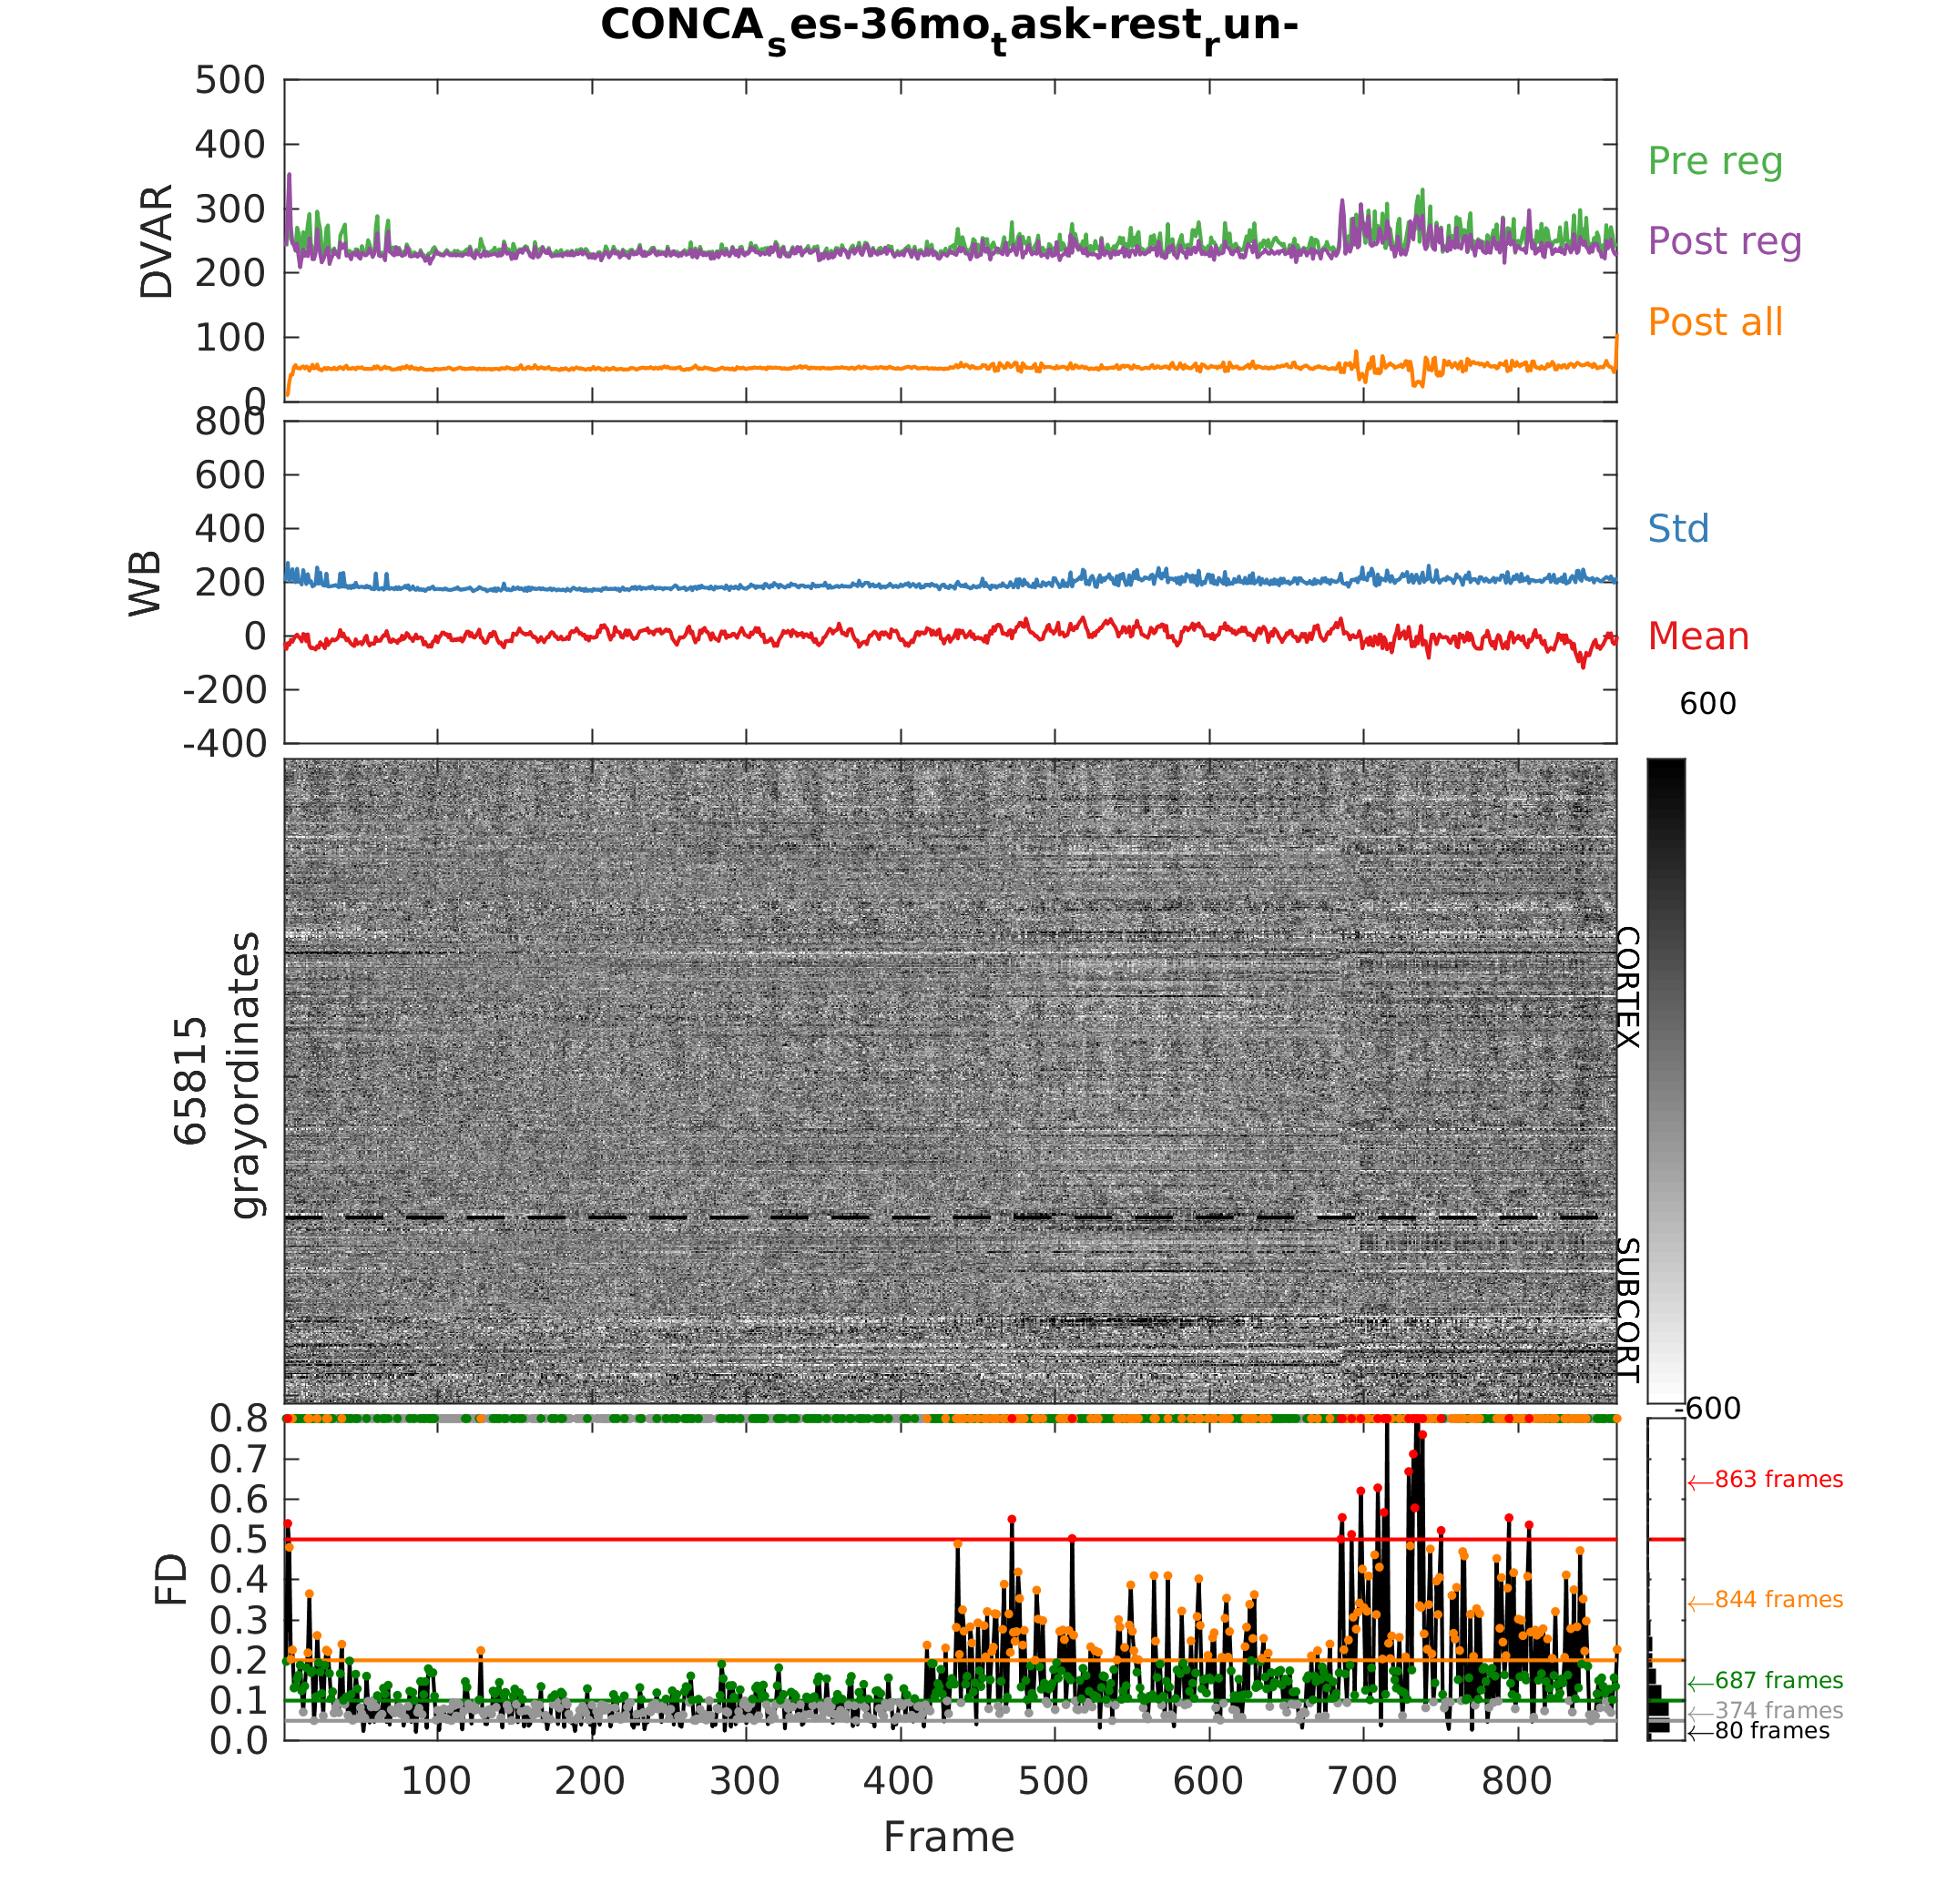 CONCAses-36motask-restrun-
500
400
300
200
100
0
DVAR
Pre reg
Post reg
Post all
800
600
400
200
0
-200
-400
WB
Std
Mean
600
65815
grayordinates
CORTEX
SUBCORT
-600
0.8
0.7
0.6
0.5
0.4
0.3
0.2
0.1
0.0
FD
←863 frames
←844 frames
←687 frames
←374 frames
←80 frames
100 200 300 400 500 600 700 800
Frame